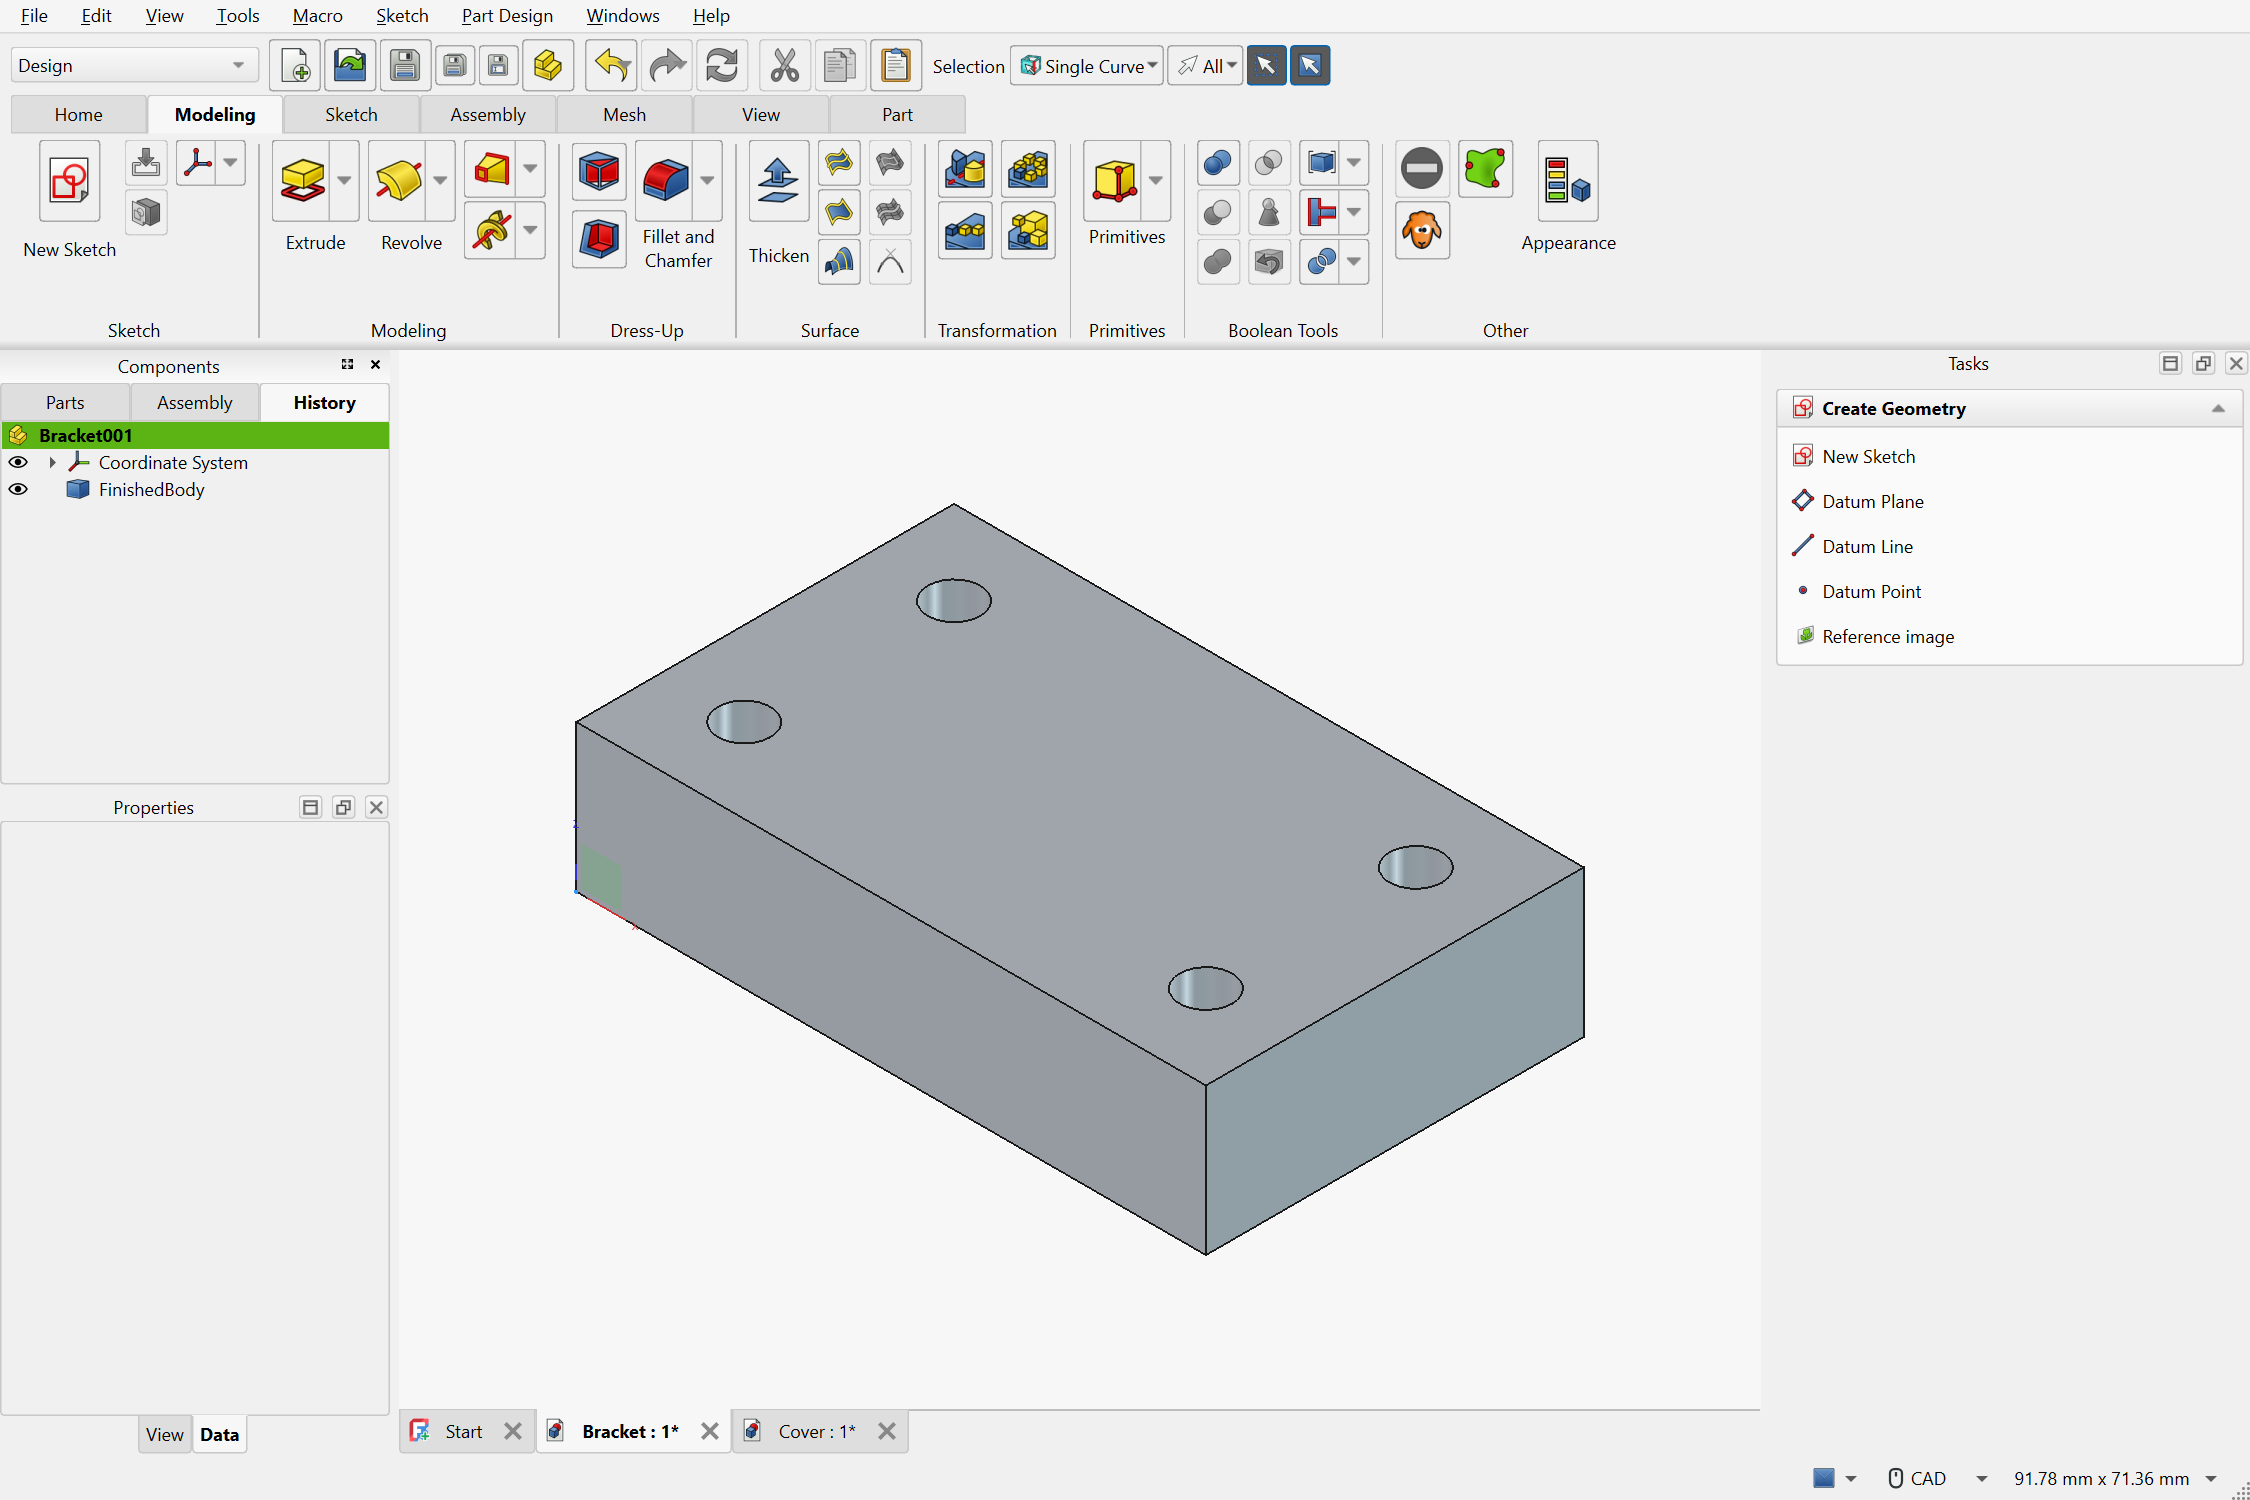 File Edit View Tools Macro Sketch Part Design Windows Help
Design Selection Single Curve All
Home Modeling Sketch Assembly Mesh View Part
New Sketch Extrude Revolve Fillet and Chamfer Thicken Primitives Appearance
Sketch Modeling Dress-Up Surface Transformation Primitives Boolean Tools Other
Components
Parts Assembly History
Bracket001
Coordinate System
FinishedBody
Properties
View Data
z
x
Start Bracket : 1* Cover : 1*
Tasks
Create Geometry
New Sketch
Datum Plane
Datum Line
Datum Point
Reference image
CAD 91.78 mm x 71.36 mm